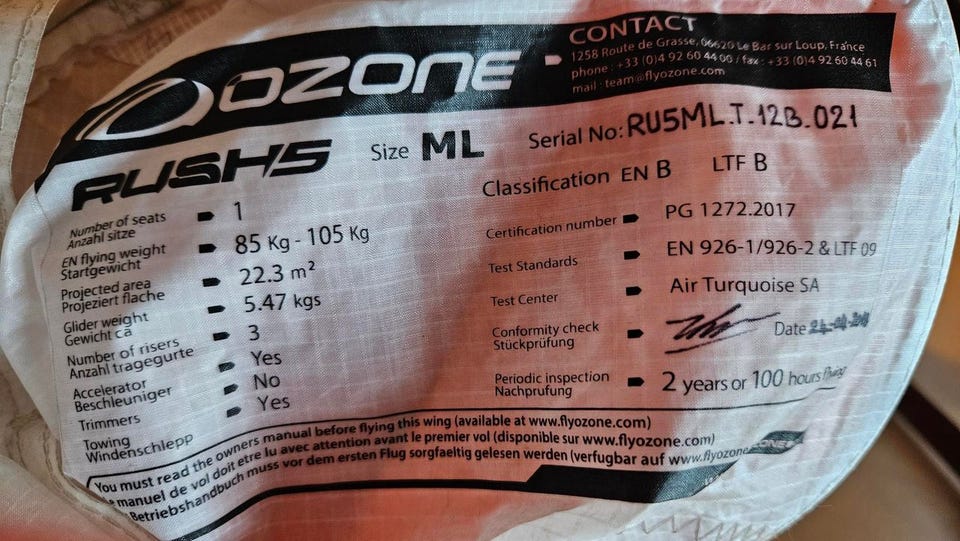 OZONE
CONTACT
1258 Route de Grasse, 06620 Le Bar sur Loup, France
phone : +33 (0)4 92 60 44 00 / fax : +33 (0)4 92 60 44 61
mail : team@flyozone.com
RUSH5 Size ML Serial No: RU5ML.T.12B.021
Number of seats
Anzahl sitze
1
EN flying weight
Startgewicht
85 Kg - 105 Kg
Projected area
Projeziert flache
22.3 m²
Glider weight
Gewicht ca
5.47 kgs
Number of risers
Anzahl tragegurte
3
Accelerator
Beschleuniger
Yes
Trimmers
No
Towing
Windenschlepp
Yes
Classification EN B LTF B
Certification number
PG 1272.2017
Test Standards
EN 926-1/926-2 & LTF 09
Test Center
Air Turquoise SA
Conformity check
Stückprüfung
Date
Periodic inspection
Nachprufung
2 years or 100 hours flying
You must read the owners manual before flying this wing (available at www.flyozone.com)
manuel de vol doit etre lu avec attention avant le premier vol (disponible sur www.flyozone.com)
Betriebshandbuch muss vor dem ersten Flug sorgfaeltig gelesen werden (verfugbar auf www.flyozone
OZONE